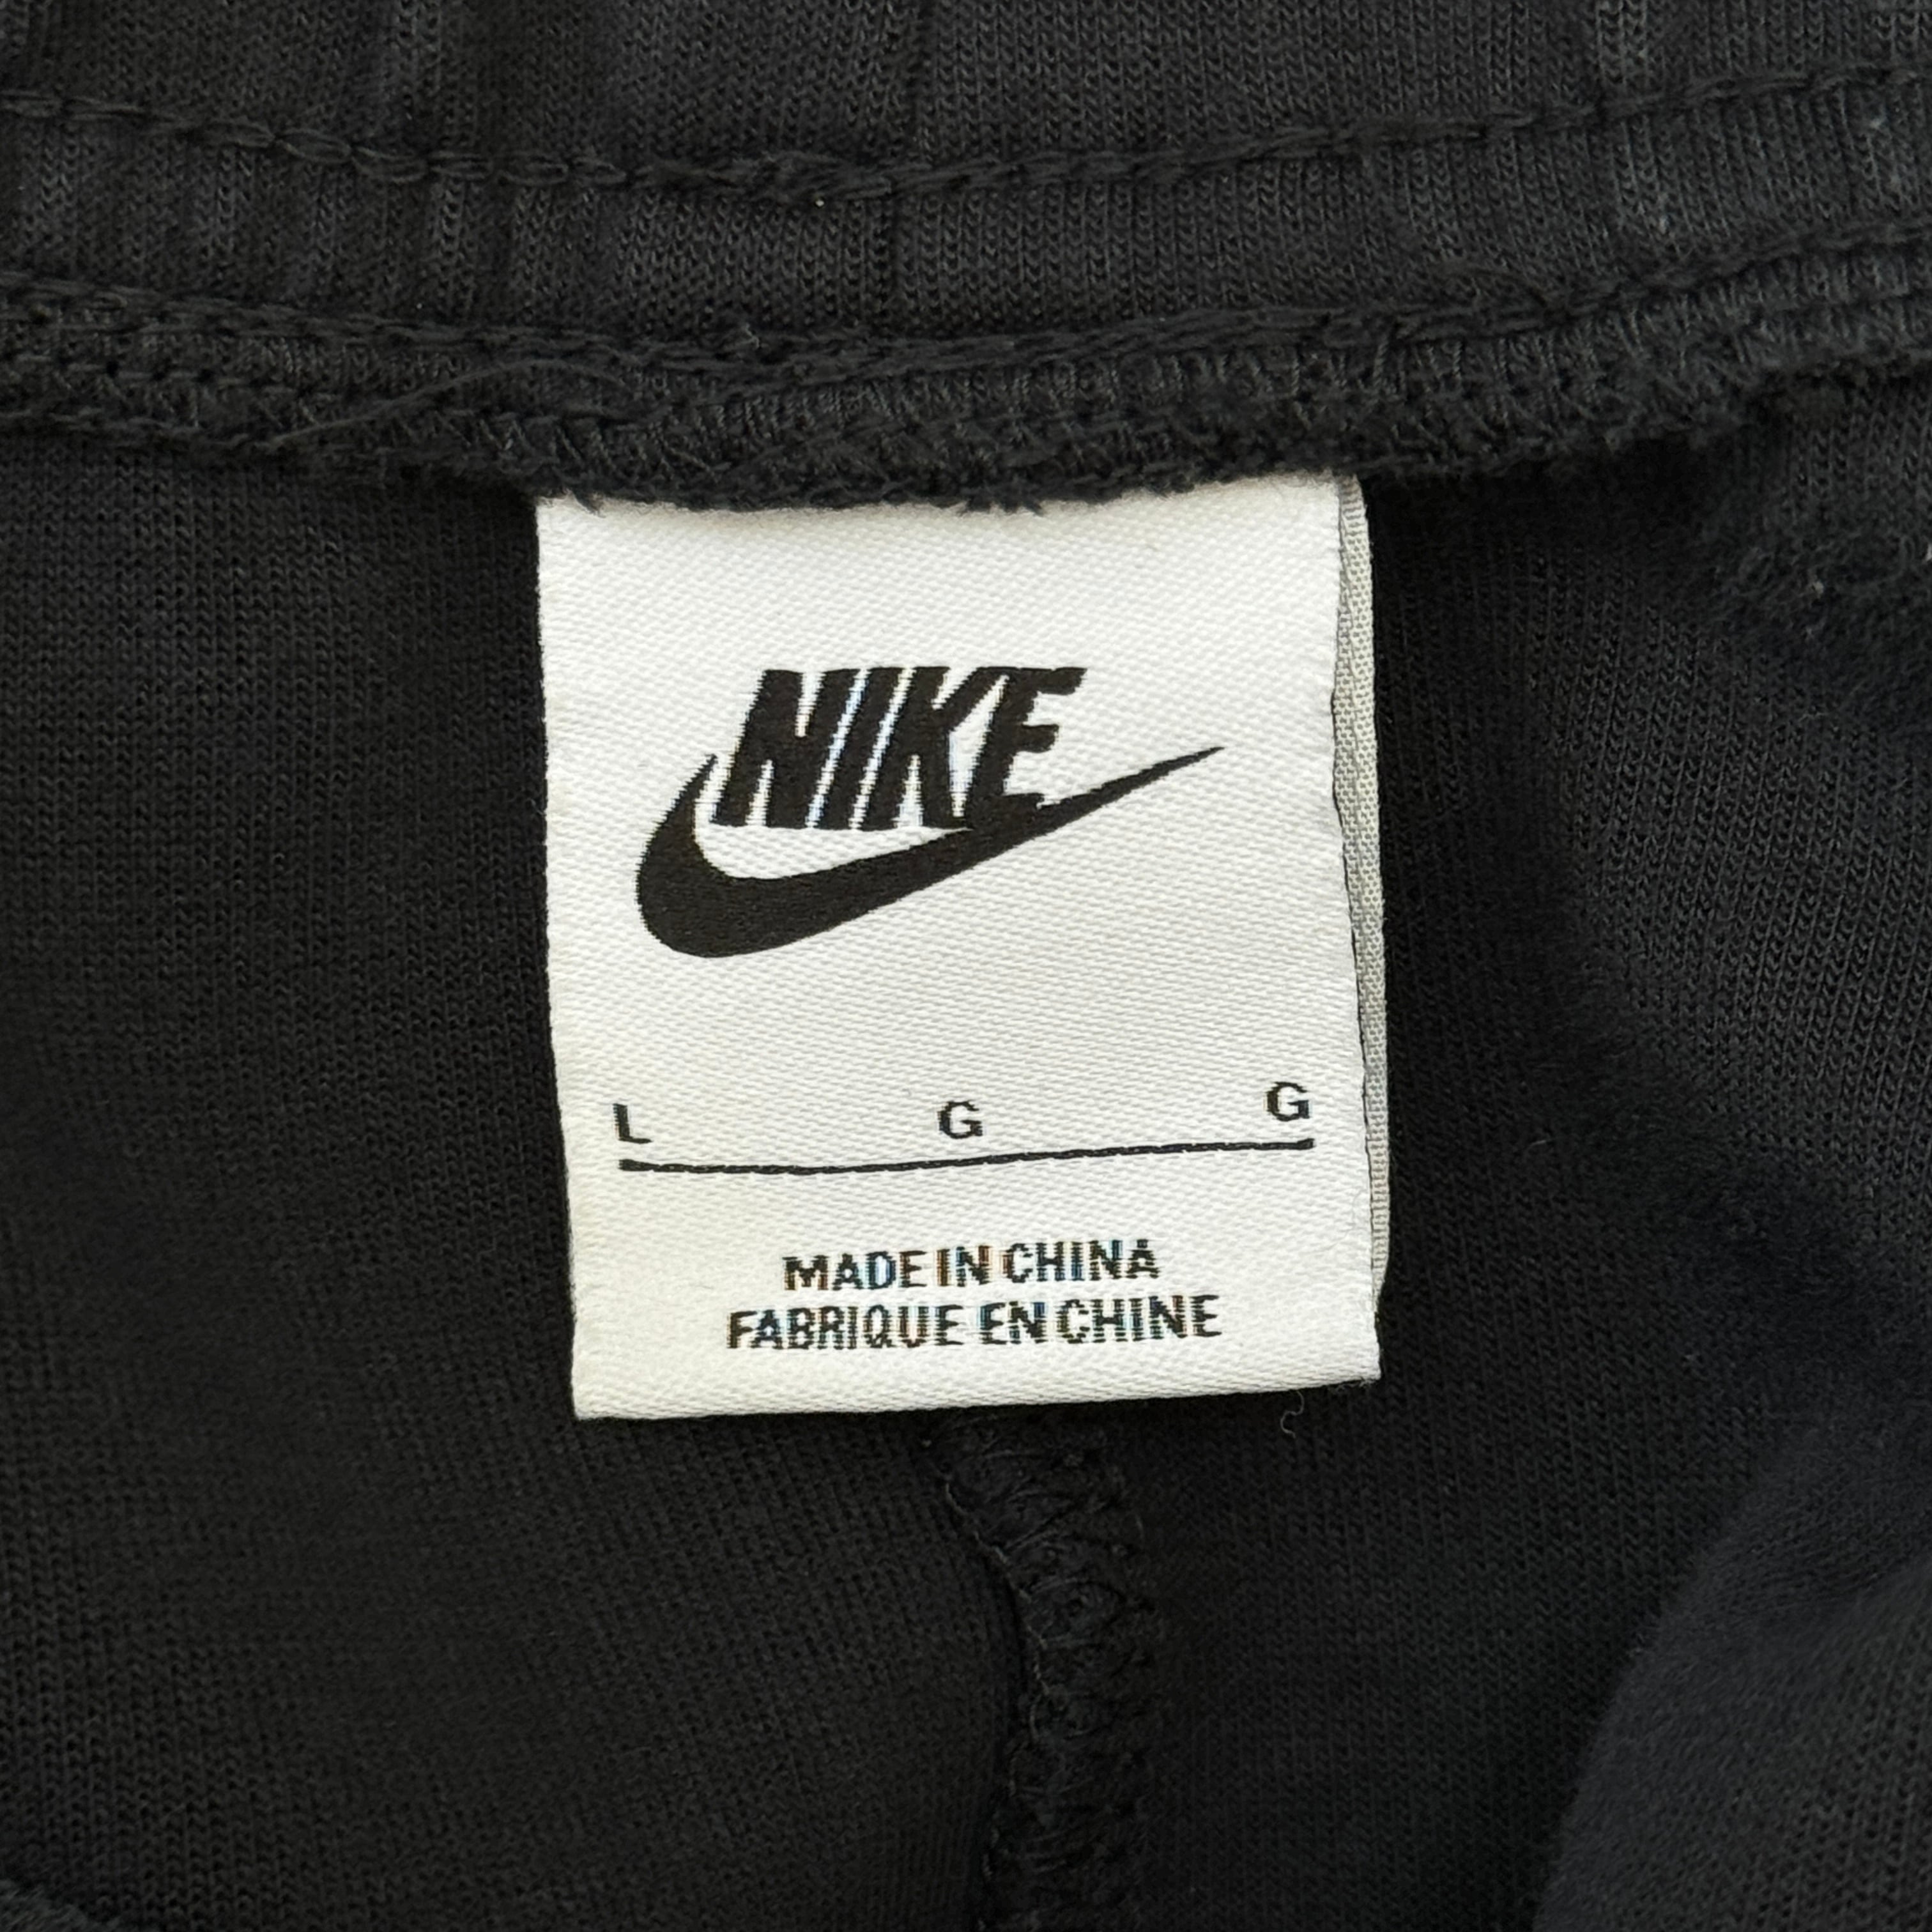 NIKE
L G G
MADE IN CHINA
FABRIQUE EN CHINE